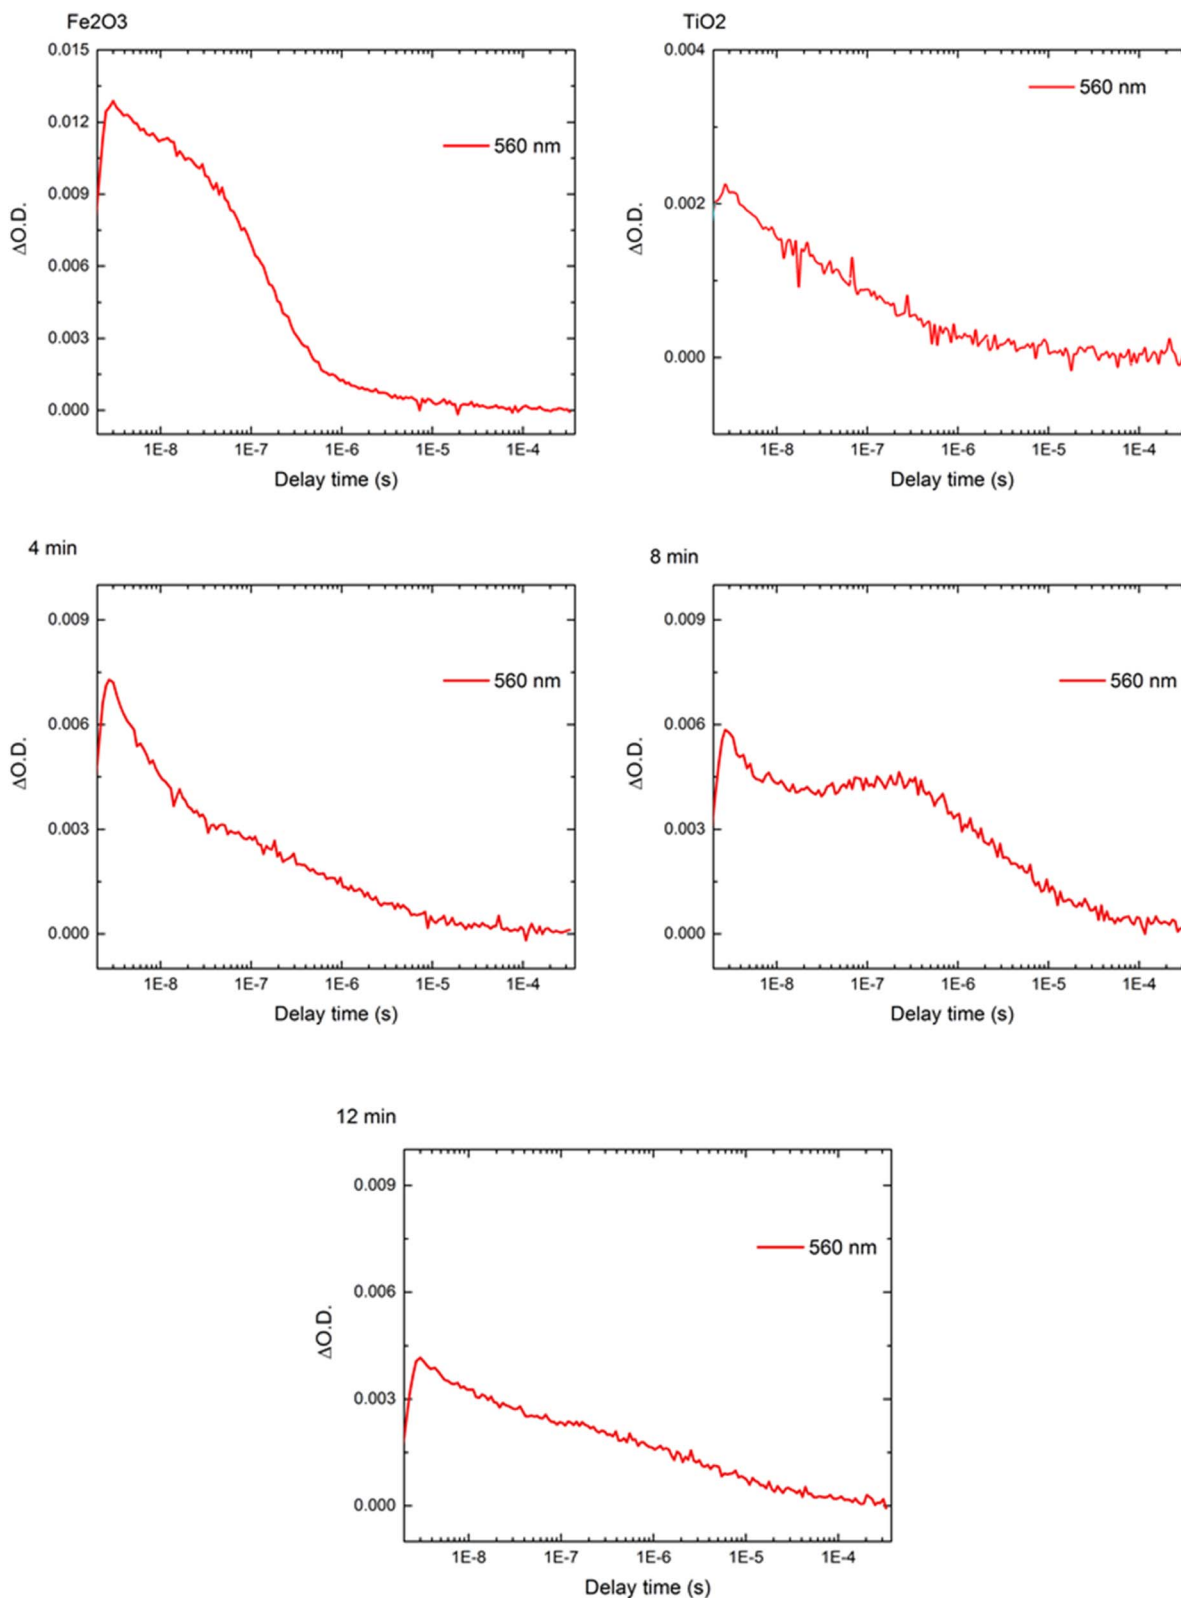 Fe2O3
0.015
0.012
0.009
0.006
0.003
0.000
ΔO.D.
560 nm
1E-8 1E-7 1E-6 1E-5 1E-4
Delay time (s)
TiO2
0.004
0.002
0.000
ΔO.D.
560 nm
1E-8 1E-7 1E-6 1E-5 1E-4
Delay time (s)
4 min
0.009
0.006
0.003
0.000
ΔO.D.
560 nm
1E-8 1E-7 1E-6 1E-5 1E-4
Delay time (s)
8 min
0.009
0.006
0.003
0.000
ΔO.D.
560 nm
1E-8 1E-7 1E-6 1E-5 1E-4
Delay time (s)
12 min
0.009
0.006
0.003
0.000
ΔO.D.
560 nm
1E-8 1E-7 1E-6 1E-5 1E-4
Delay time (s)